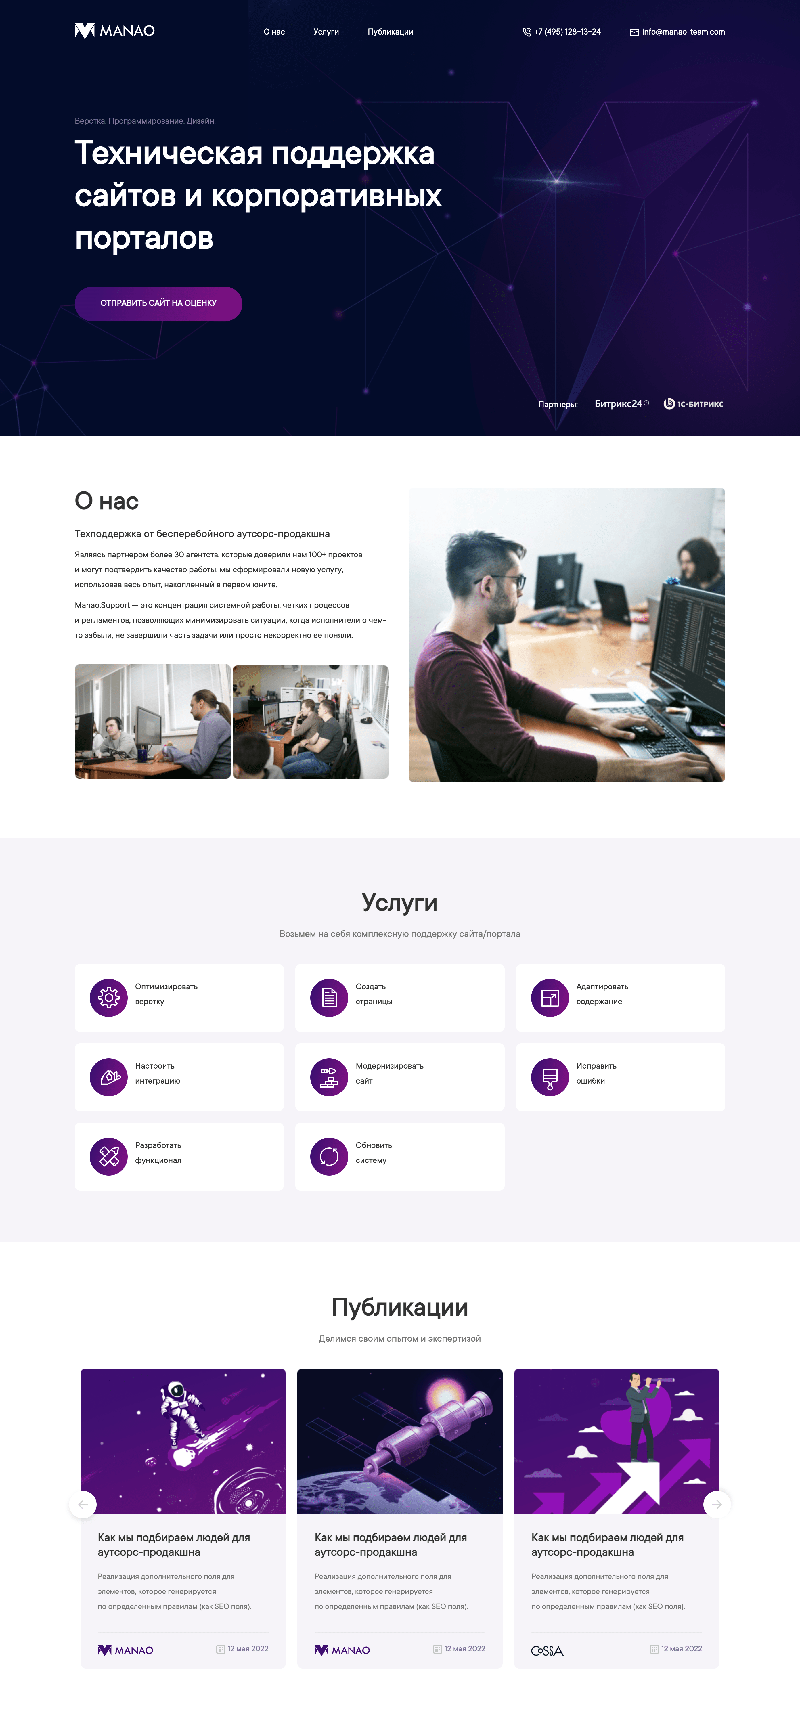 MANAO
О нас
Услуги
Публикации
+7 (495) 128-13-24
info@manao-team.com
Верстка. Программирование. Дизайн
Техническая поддержка
сайтов и корпоративных
порталов
ОТПРАВИТЬ САЙТ НА ОЦЕНКУ
Партнеры:
Битрикс24
1С-БИТРИКС
О нас
Техподдержка от бесперебойного аутсорс-продакшна
Являясь партнером более 30 агентств, которые доверили нам 100+ проектов
и могут подтвердить качество работы, мы сформировали новую услугу,
использовав весь опыт, накопленный в первом юните.
Manao.Support — это концентрация системной работы, четких процессов
и регламентов, позволяющих минимизировать ситуации, когда исполнители о чем-
то забыли, не завершили часть задачи или просто некорректно ее поняли.
Услуги
Возьмем на себя комплексную поддержку сайта/портала
Оптимизировать
верстку
Создать
страницы
Адаптировать
содержание
Настроить
интеграцию
Модернизировать
сайт
Исправить
ошибки
Разработать
функционал
Обновить
систему
Публикации
Делимся своим опытом и экспертизой
Как мы подбираем людей для
аутсорс-продакшна
Реализация дополнительного поля для
элементов, которое генерируется
по определенным правилам (как SEO поля).
MANAO
12 мая 2022
Как мы подбираем людей для
аутсорс-продакшна
Реализация дополнительного поля для
элементов, которое генерируется
по определенным правилам (как SEO поля).
MANAO
12 мая 2022
Как мы подбираем людей для
аутсорс-продакшна
Реализация дополнительного поля для
элементов, которое генерируется
по определенным правилам (как SEO поля).
COSSA
12 мая 2022